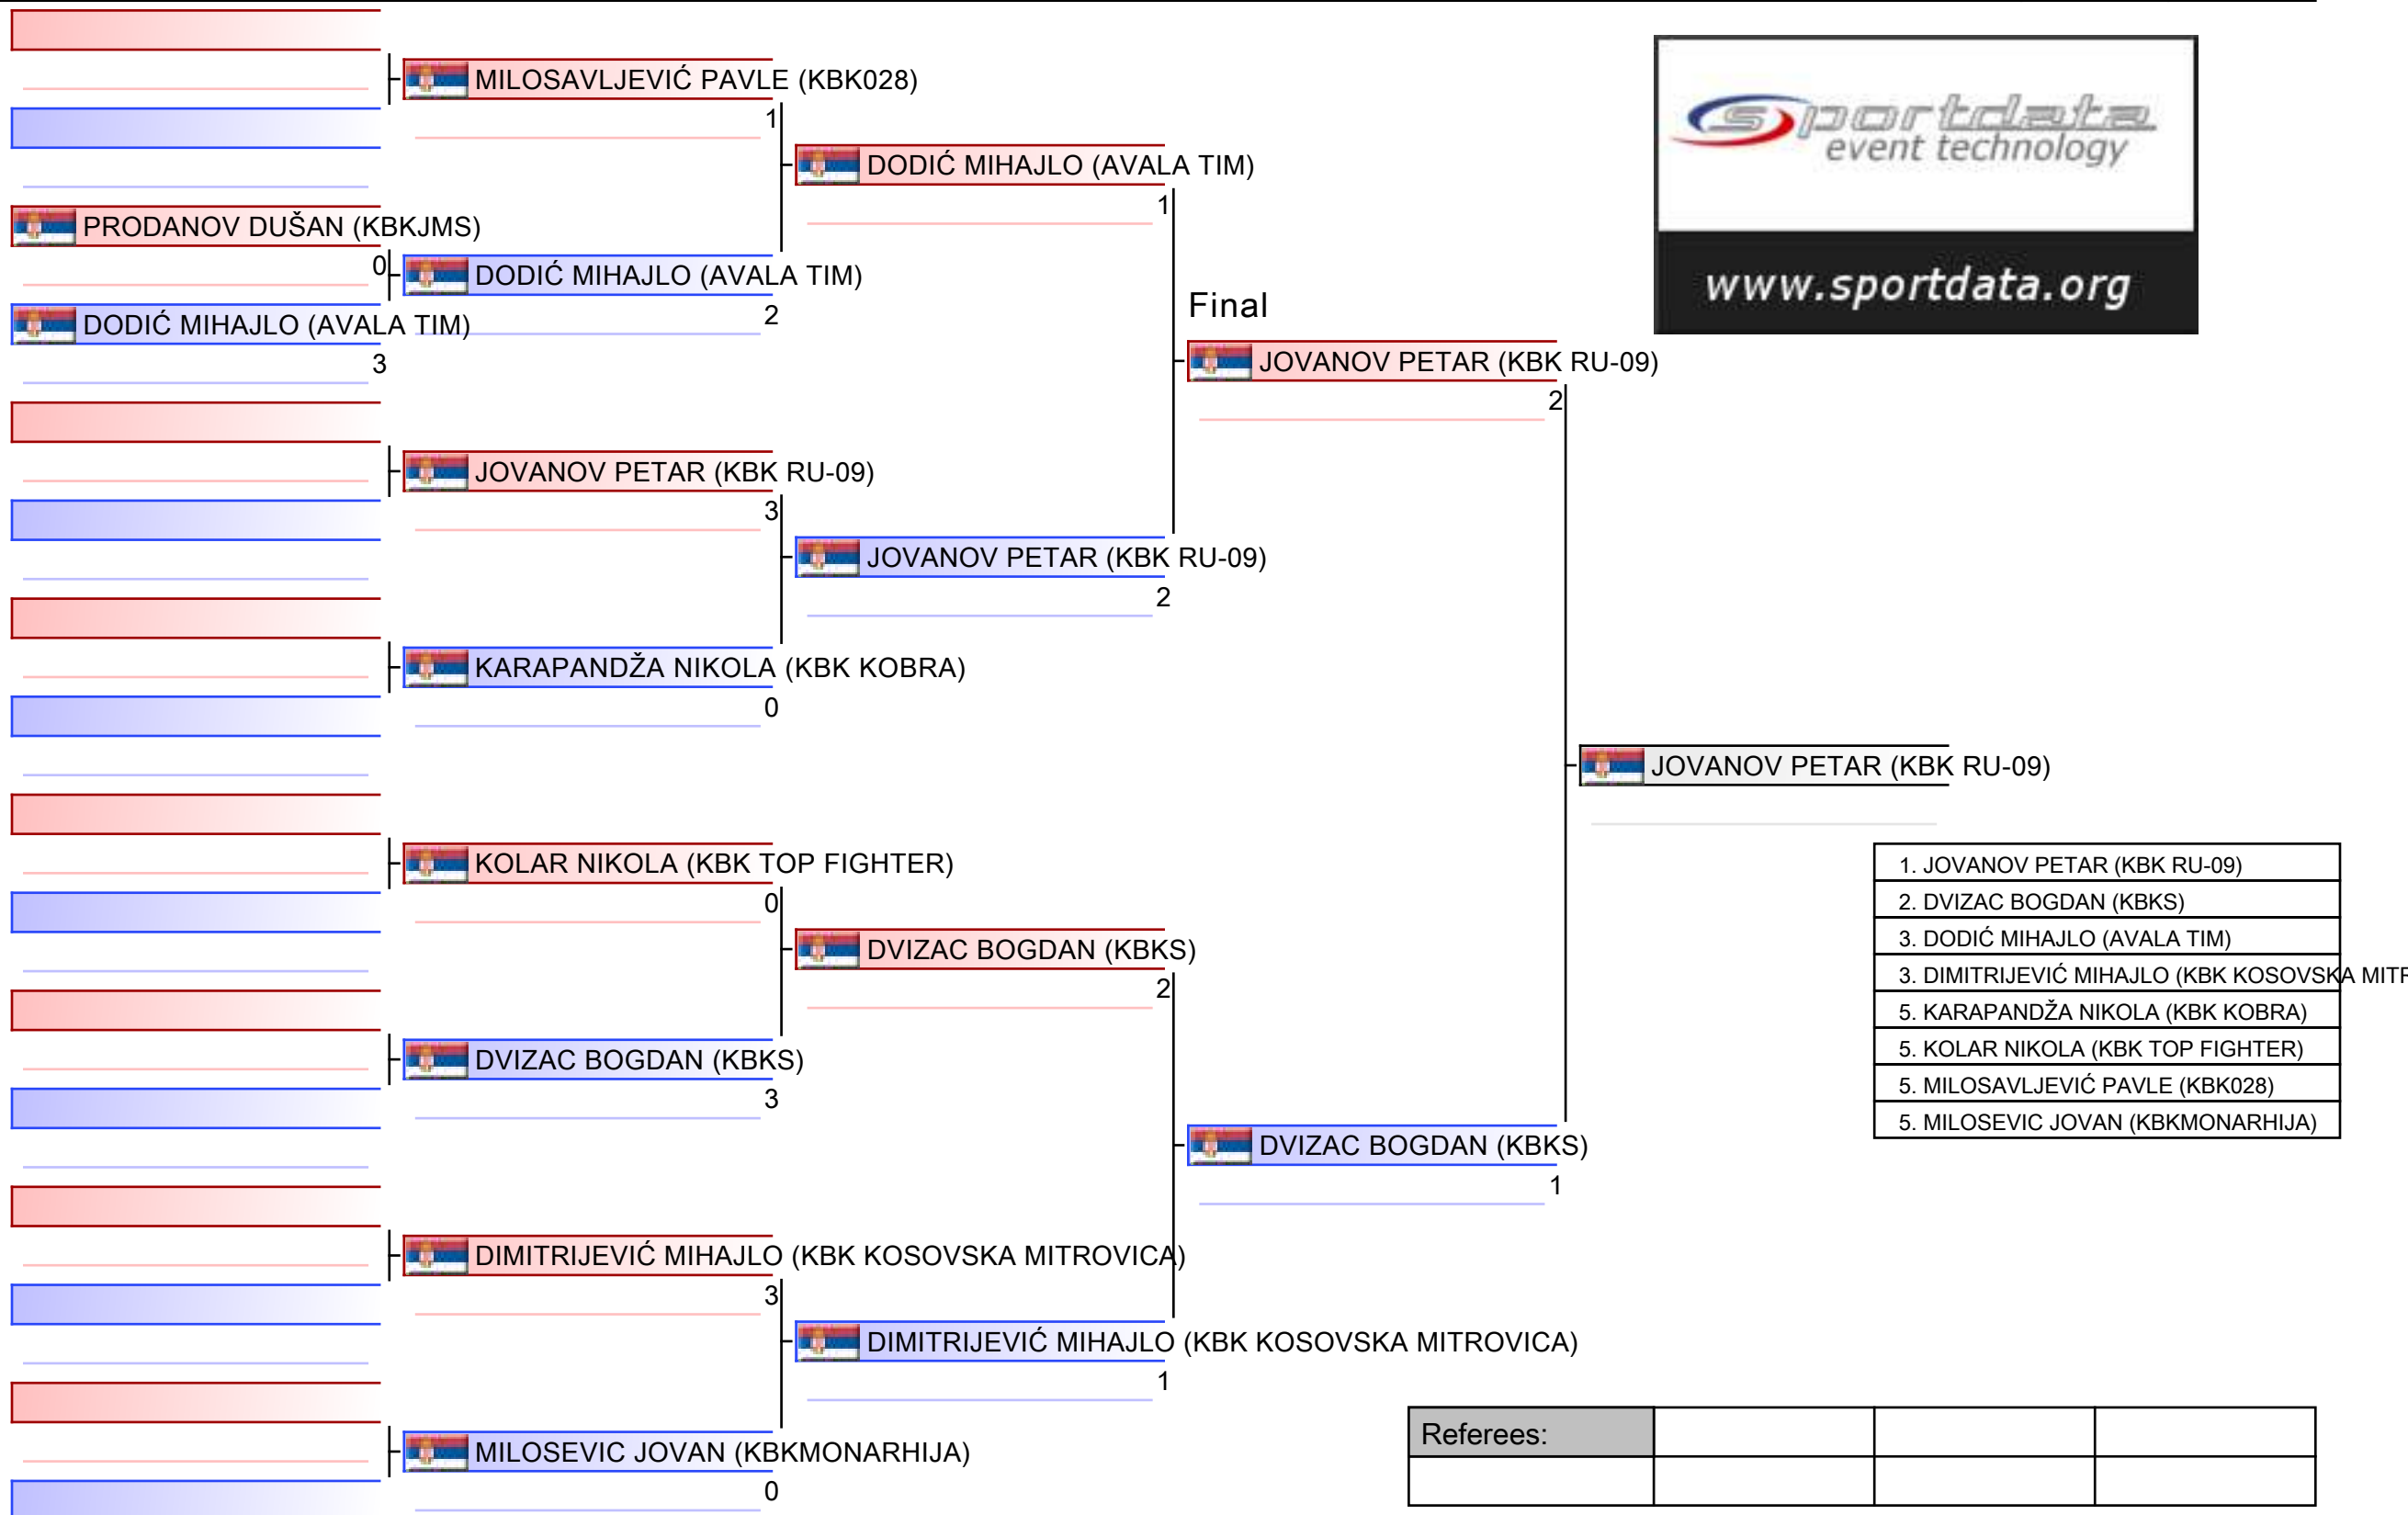 MILOSAVLJEVIĆ PAVLE (KBK028)
1
PRODANOV DUŠAN (KBKJMS)
0
DODIĆ MIHAJLO (AVALA TIM)
3
DODIĆ MIHAJLO (AVALA TIM)
2
DODIĆ MIHAJLO (AVALA TIM)
1
JOVANOV PETAR (KBK RU-09)
3
JOVANOV PETAR (KBK RU-09)
2
KARAPANDŽA NIKOLA (KBK KOBRA)
0
Final
JOVANOV PETAR (KBK RU-09)
2
KOLAR NIKOLA (KBK TOP FIGHTER)
0
DVIZAC BOGDAN (KBKS)
2
DVIZAC BOGDAN (KBKS)
3
DVIZAC BOGDAN (KBKS)
1
DIMITRIJEVIĆ MIHAJLO (KBK KOSOVSKA MITROVICA)
3
DIMITRIJEVIĆ MIHAJLO (KBK KOSOVSKA MITROVICA)
1
MILOSEVIC JOVAN (KBKMONARHIJA)
0
JOVANOV PETAR (KBK RU-09)
sportdata
event technology
www.sportdata.org
1. JOVANOV PETAR (KBK RU-09)
2. DVIZAC BOGDAN (KBKS)
3. DODIĆ MIHAJLO (AVALA TIM)
3. DIMITRIJEVIĆ MIHAJLO (KBK KOSOVSKA MITR
5. KARAPANDŽA NIKOLA (KBK KOBRA)
5. KOLAR NIKOLA (KBK TOP FIGHTER)
5. MILOSAVLJEVIĆ PAVLE (KBK028)
5. MILOSEVIC JOVAN (KBKMONARHIJA)
Referees: